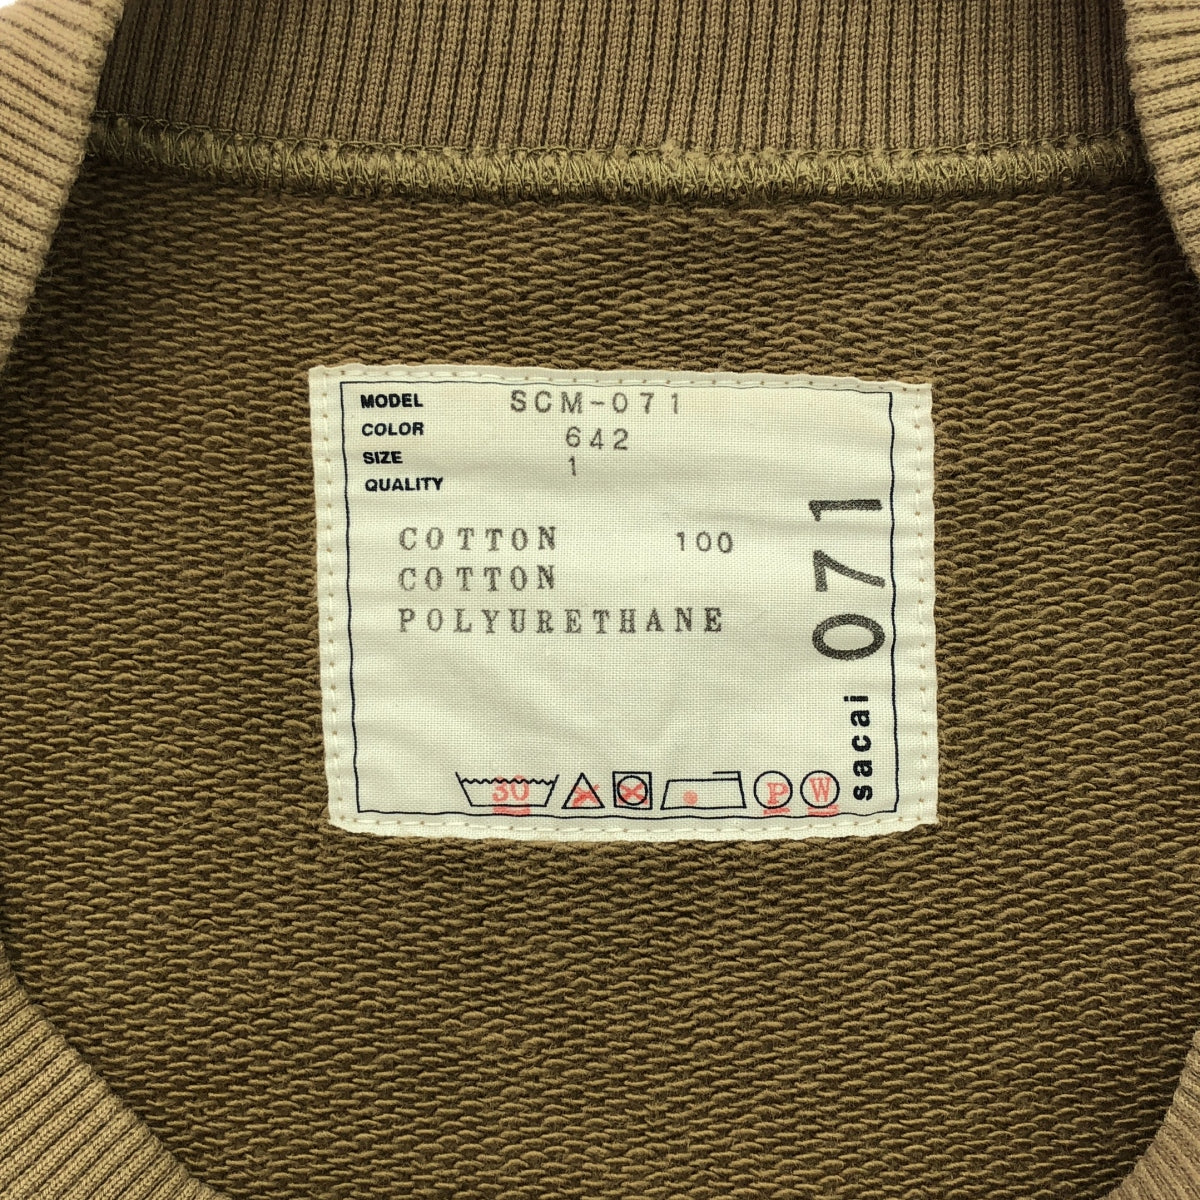 MODEL SCM-071
COLOR 642
SIZE 1
QUALITY
COTTON 100
COTTON
POLYURETHANE
sacai 071
30 P W